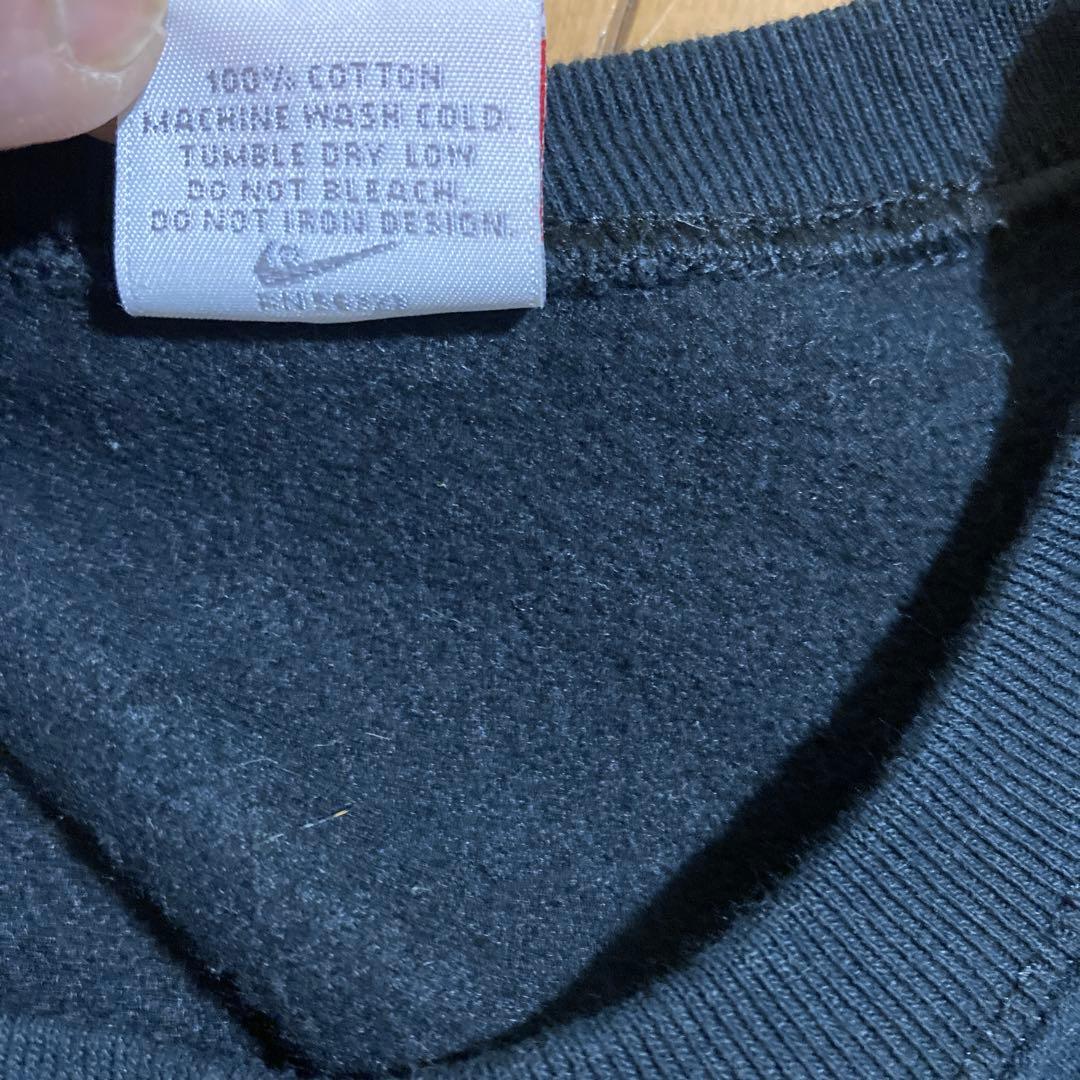 100% COTTON
MACHINE WASH COLD.
TUMBLE DRY LOW
DO NOT BLEACH.
DO NOT IRON DESIGN.